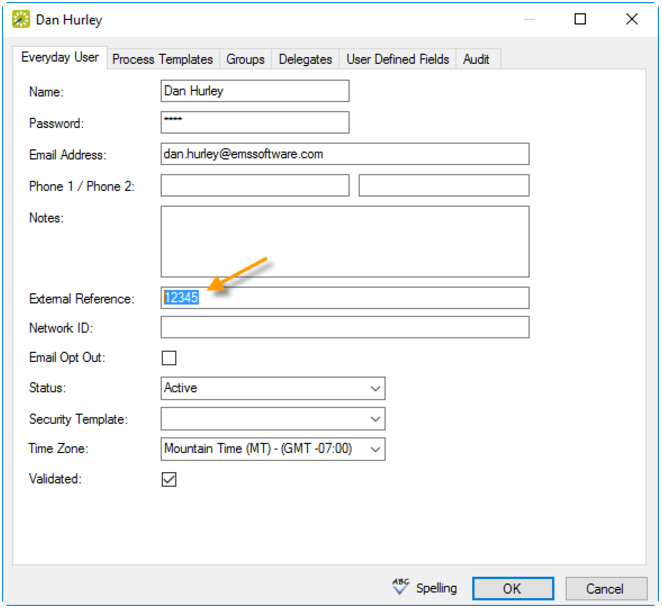 Dan Hurley
Everyday User Process Templates Groups Delegates User Defined Fields Audit
Name: Dan Hurley
Password: ****
Email Address: dan.hurley@emssoftware.com
Phone 1 / Phone 2:
Notes:
External Reference: 12345
Network ID:
Email Opt Out:
Status: Active
Security Template:
Time Zone: Mountain Time (MT) - (GMT -07:00)
Validated:
ABC Spelling OK Cancel